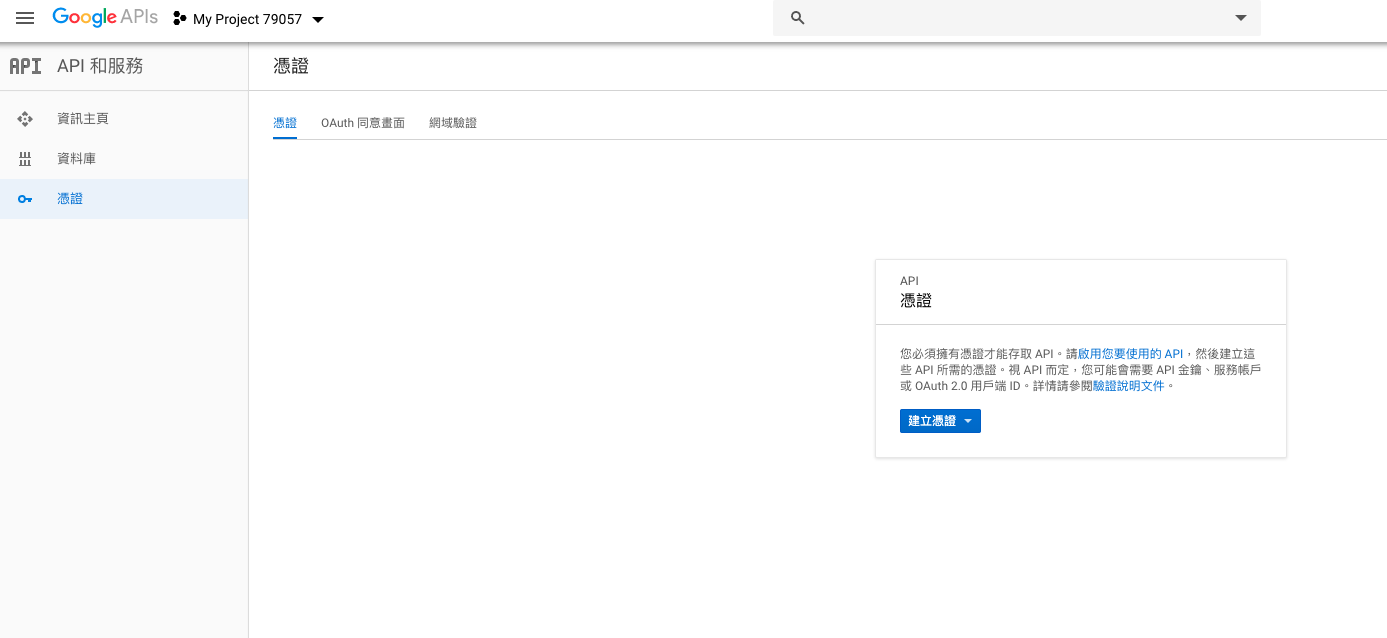 Google APIs My Project 79057
API API 和服務
憑證
資訊主頁
資料庫
憑證
憑證 OAuth 同意畫面 網域驗證
API
憑證
您必須擁有憑證才能存取 API。請啟用您要使用的 API，然後建立這
些 API 所需的憑證。視 API 而定，您可能會需要 API 金鑰、服務帳戶
或 OAuth 2.0 用戶端 ID。詳情請參閱驗證說明文件。
建立憑證